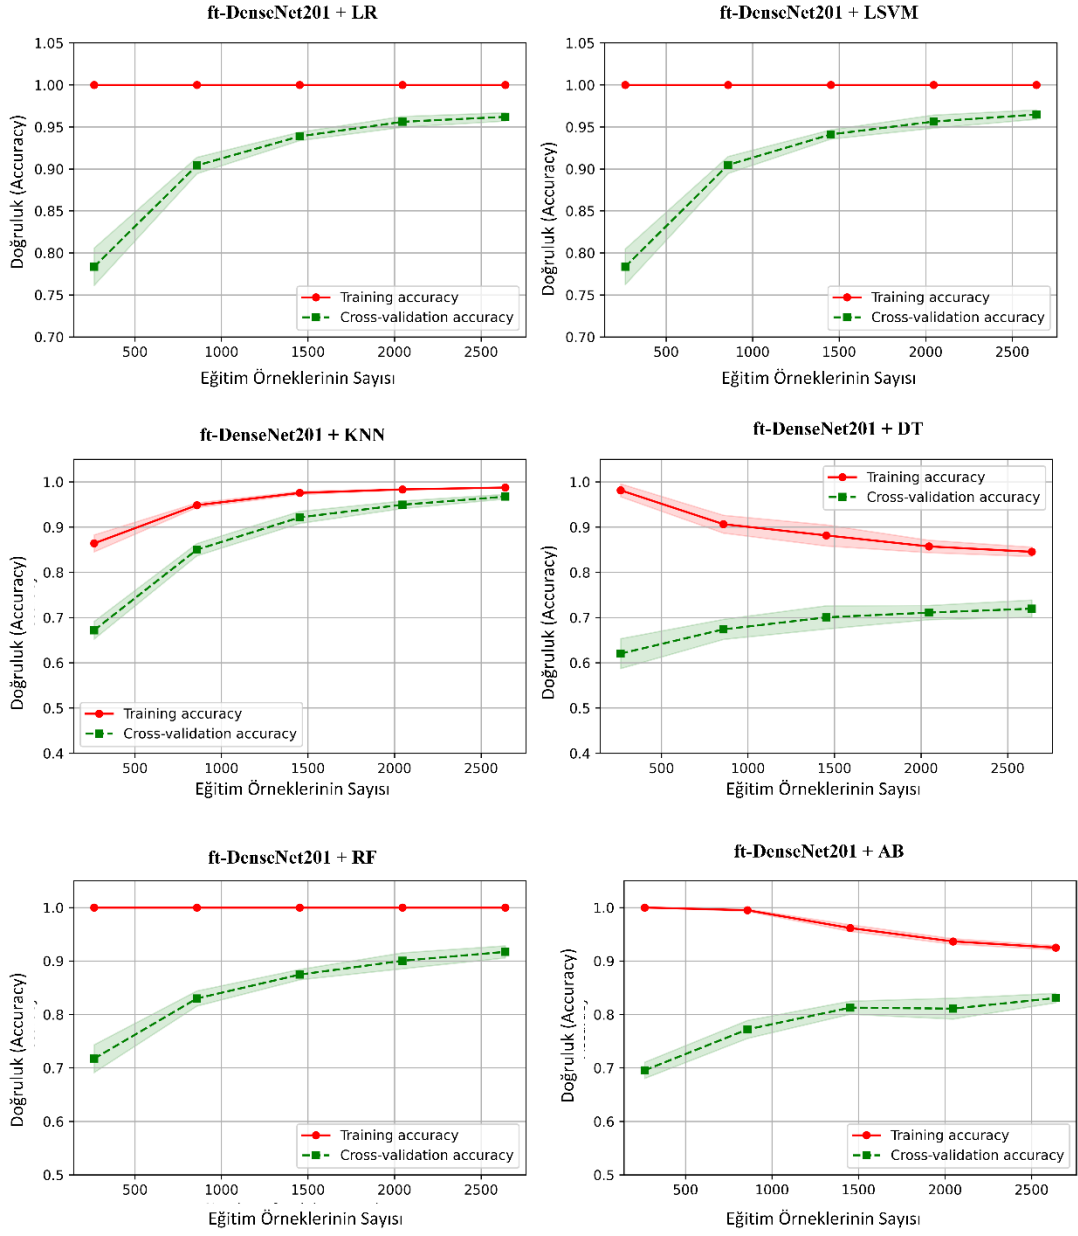 ft-DenseNet201 + LR
1.05
1.00
0.95
0.90
0.85
0.80
0.75
0.70
Doğruluk (Accuracy)
Training accuracy
Cross-validation accuracy
500 1000 1500 2000 2500
Eğitim Örneklerinin Sayısı
ft-DenseNet201 + LSVM
1.05
1.00
0.95
0.90
0.85
0.80
0.75
0.70
Doğruluk (Accuracy)
Training accuracy
Cross-validation accuracy
500 1000 1500 2000 2500
Eğitim Örneklerinin Sayısı
ft-DenseNet201 + KNN
1.0
0.9
0.8
0.7
0.6
0.5
0.4
Doğruluk (Accuracy)
Training accuracy
Cross-validation accuracy
500 1000 1500 2000 2500
Eğitim Örneklerinin Sayısı
ft-DenseNet201 + DT
1.0
0.9
0.8
0.7
0.6
0.5
0.4
Doğruluk (Accuracy)
Training accuracy
Cross-validation accuracy
500 1000 1500 2000 2500
Eğitim Örneklerinin Sayısı
ft-DenseNet201 + RF
1.0
0.9
0.8
0.7
0.6
0.5
Doğruluk (Accuracy)
Training accuracy
Cross-validation accuracy
500 1000 1500 2000 2500
Eğitim Örneklerinin Sayısı
ft-DenseNet201 + AB
1.0
0.9
0.8
0.7
0.6
0.5
Doğruluk (Accuracy)
Training accuracy
Cross-validation accuracy
500 1000 1500 2000 2500
Eğitim Örneklerinin Sayısı